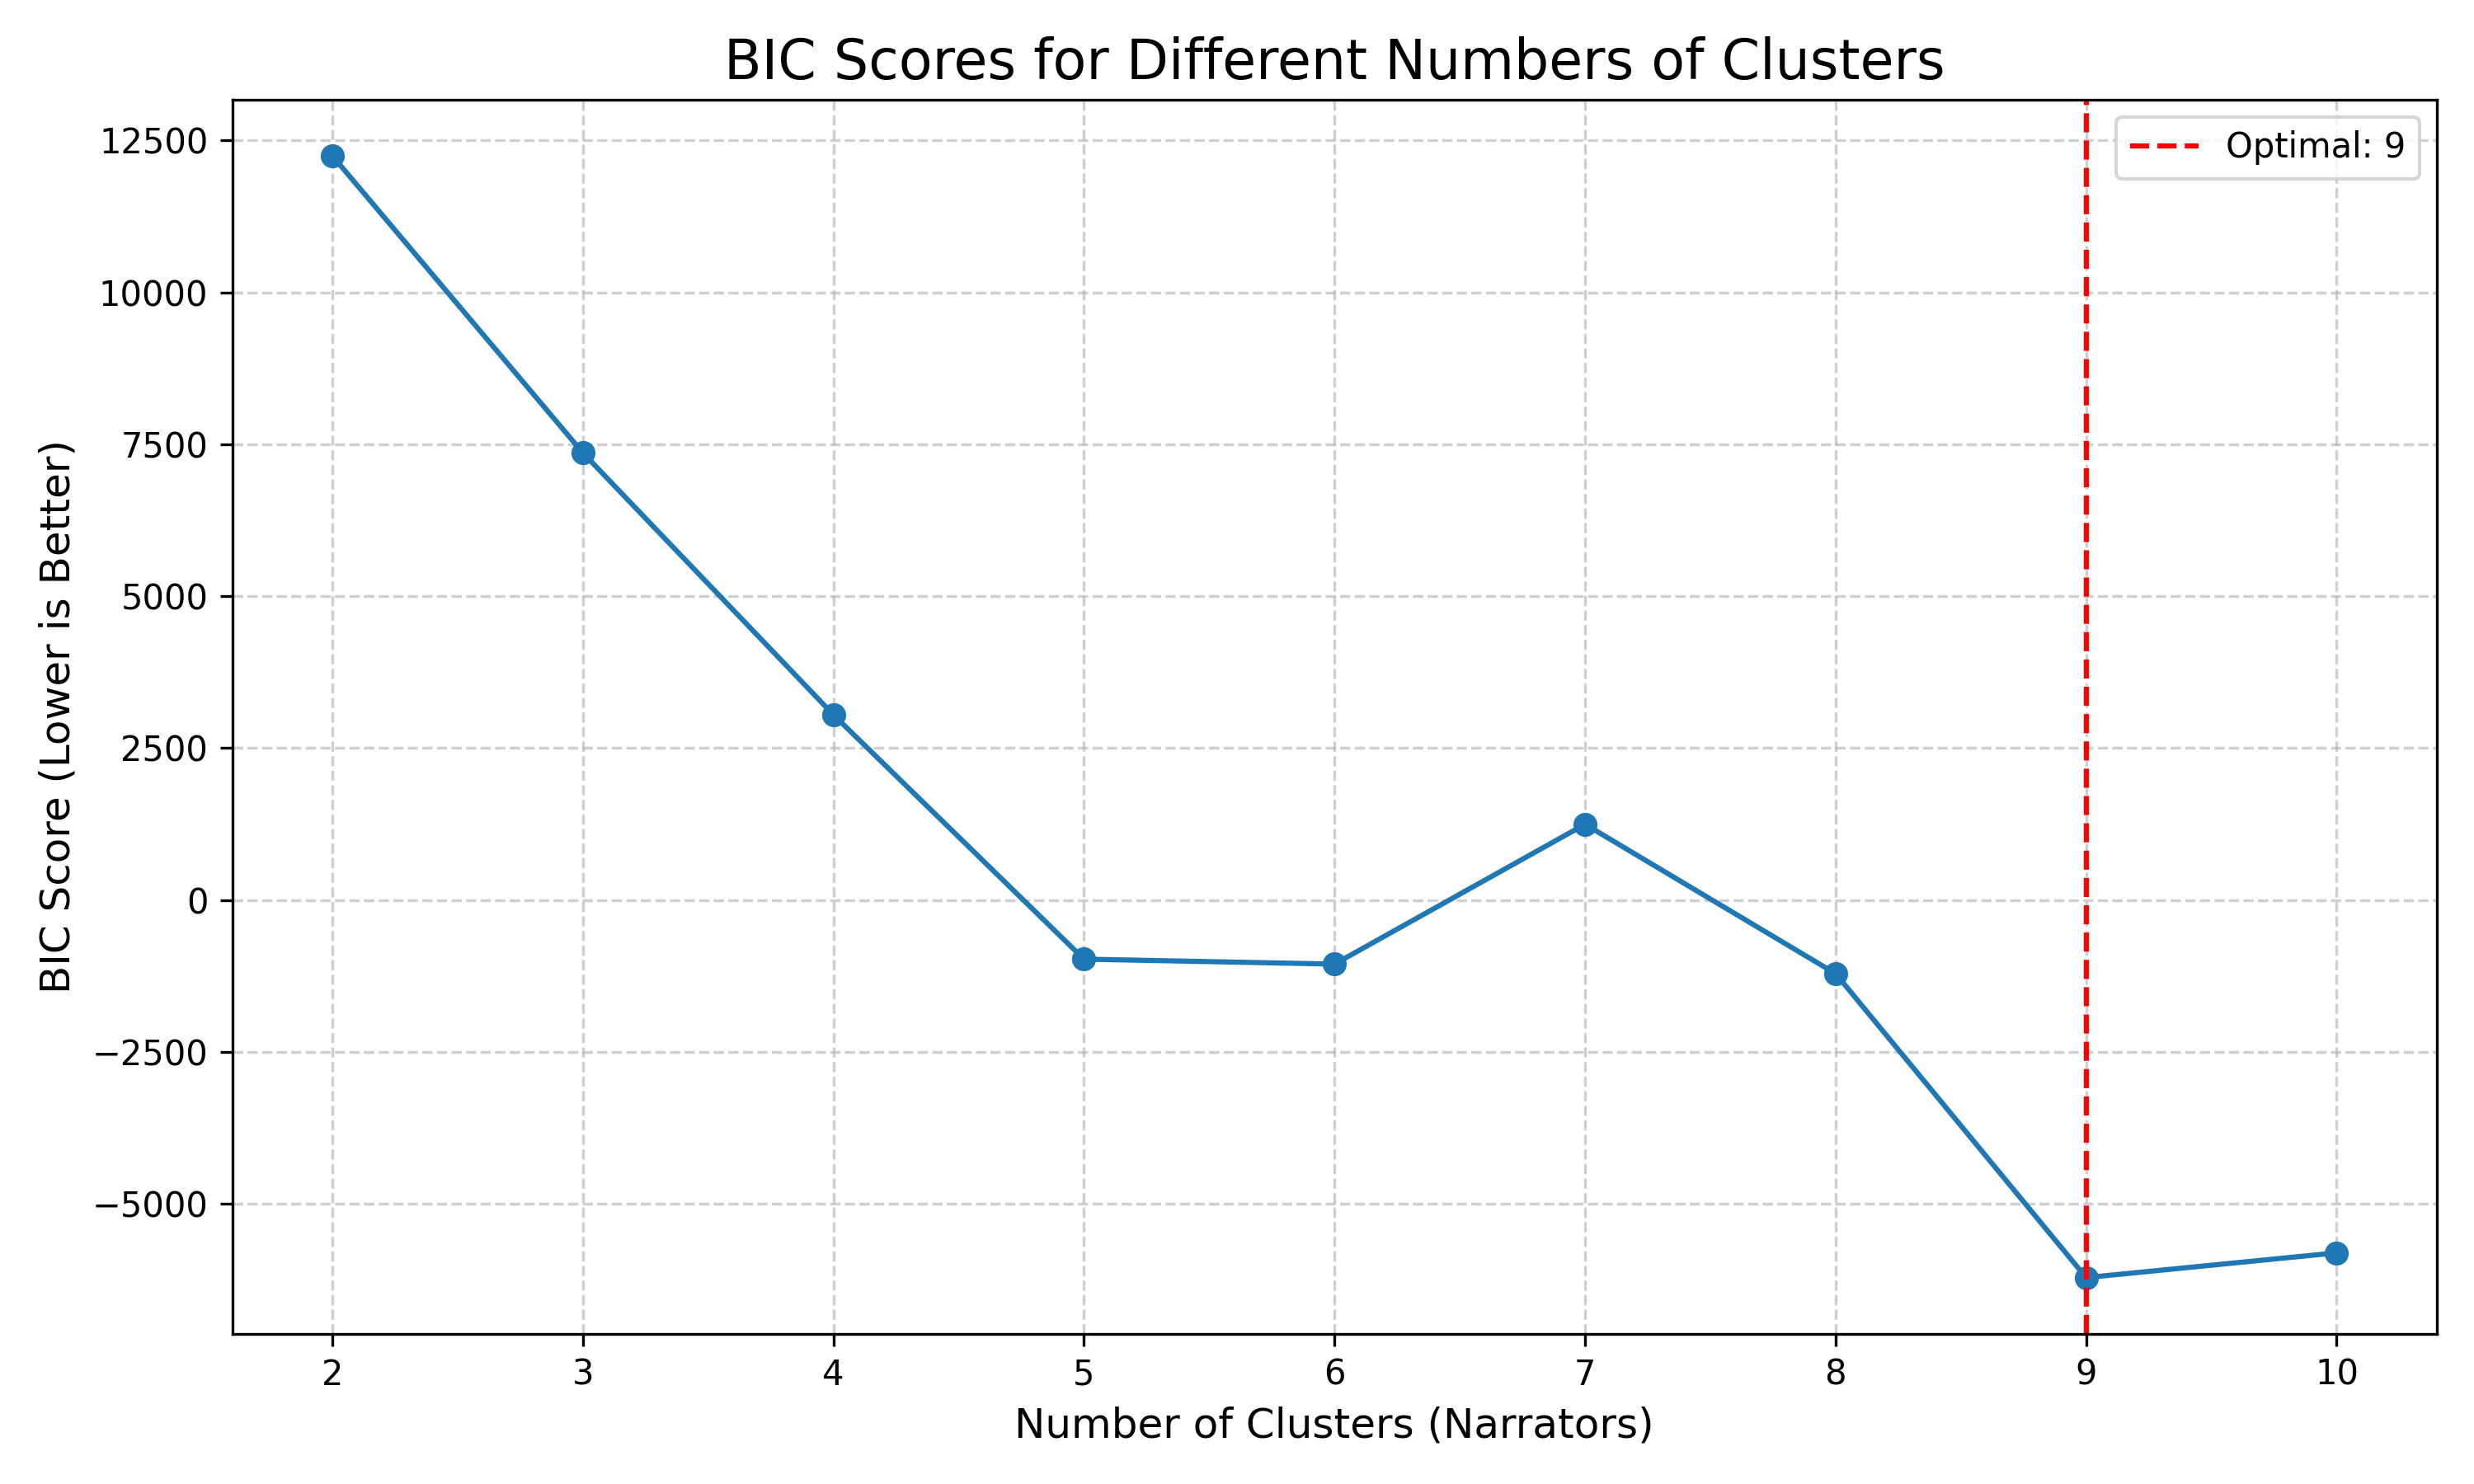 BIC Scores for Different Numbers of Clusters
Optimal: 9
BIC Score (Lower is Better)
12500
10000
7500
5000
2500
0
−2500
−5000
2 3 4 5 6 7 8 9 10
Number of Clusters (Narrators)